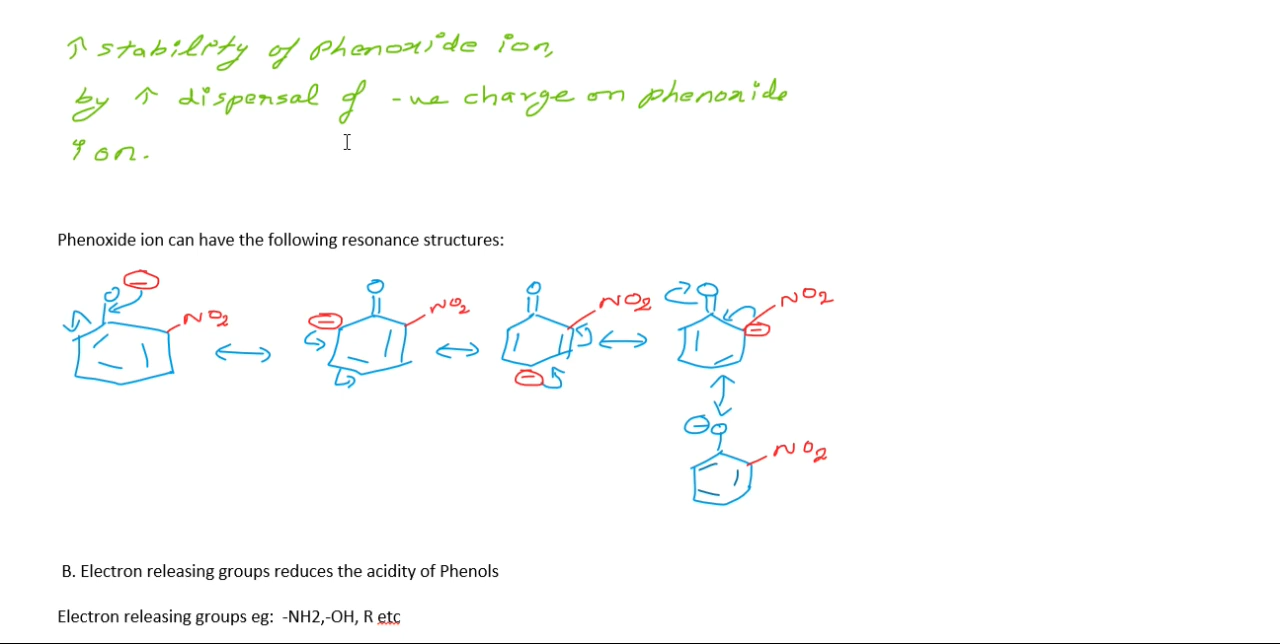 ↑ stability of phenoxide ion,
by ↑ dispersal of -ve charge on phenoxide
ion.
Phenoxide ion can have the following resonance structures:
O O O O
NO2 NO2 NO2 NO2
O
NO2
B. Electron releasing groups reduces the acidity of Phenols
Electron releasing groups eg: -NH2,-OH, R etc